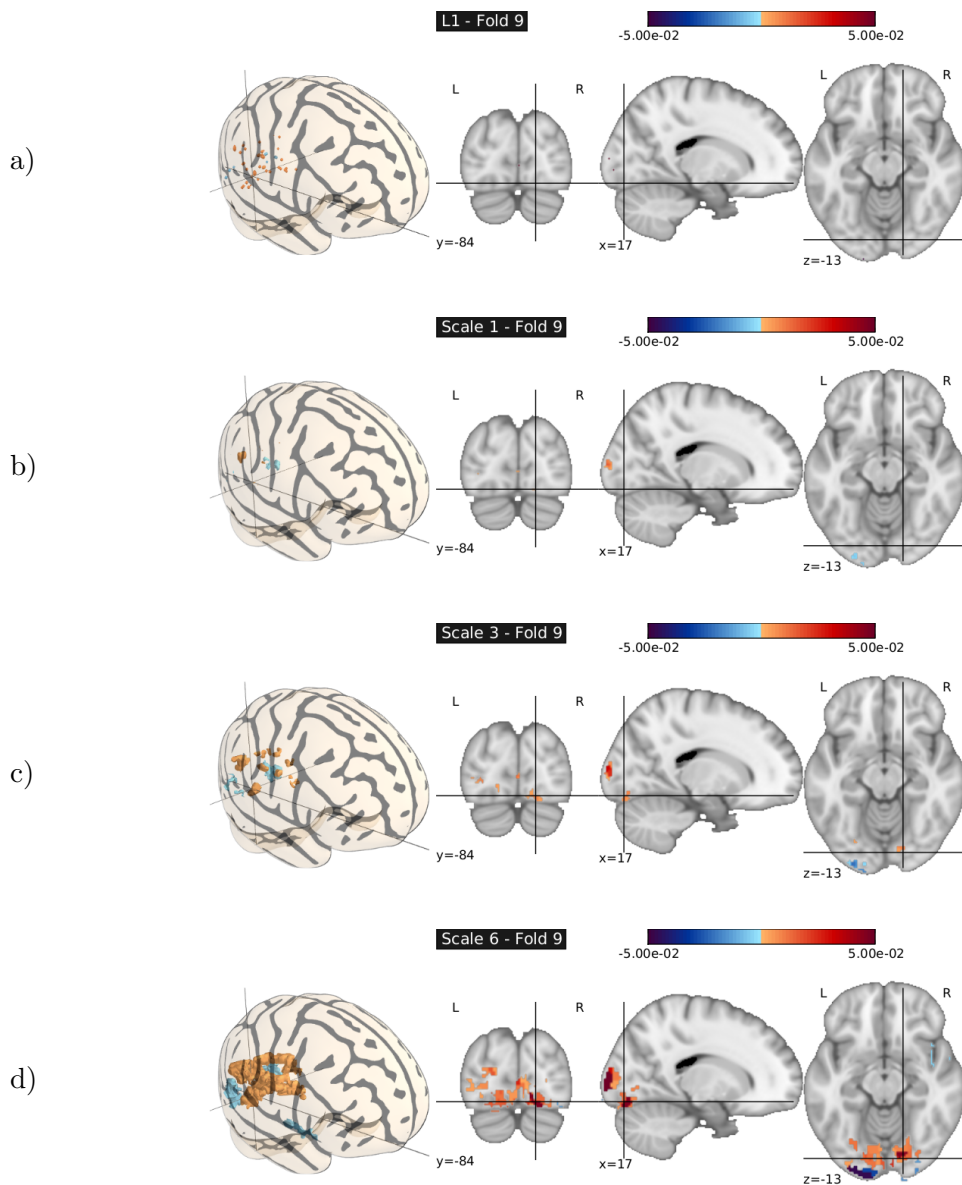 L1 - Fold 9
-5.00e-02 5.00e-02
a)
L R L R
y=-84 x=17 z=-13
Scale 1 - Fold 9
-5.00e-02 5.00e-02
b)
L R L R
y=-84 x=17 z=-13
Scale 3 - Fold 9
-5.00e-02 5.00e-02
c)
L R L R
y=-84 x=17 z=-13
Scale 6 - Fold 9
-5.00e-02 5.00e-02
d)
L R L R
y=-84 x=17 z=-13